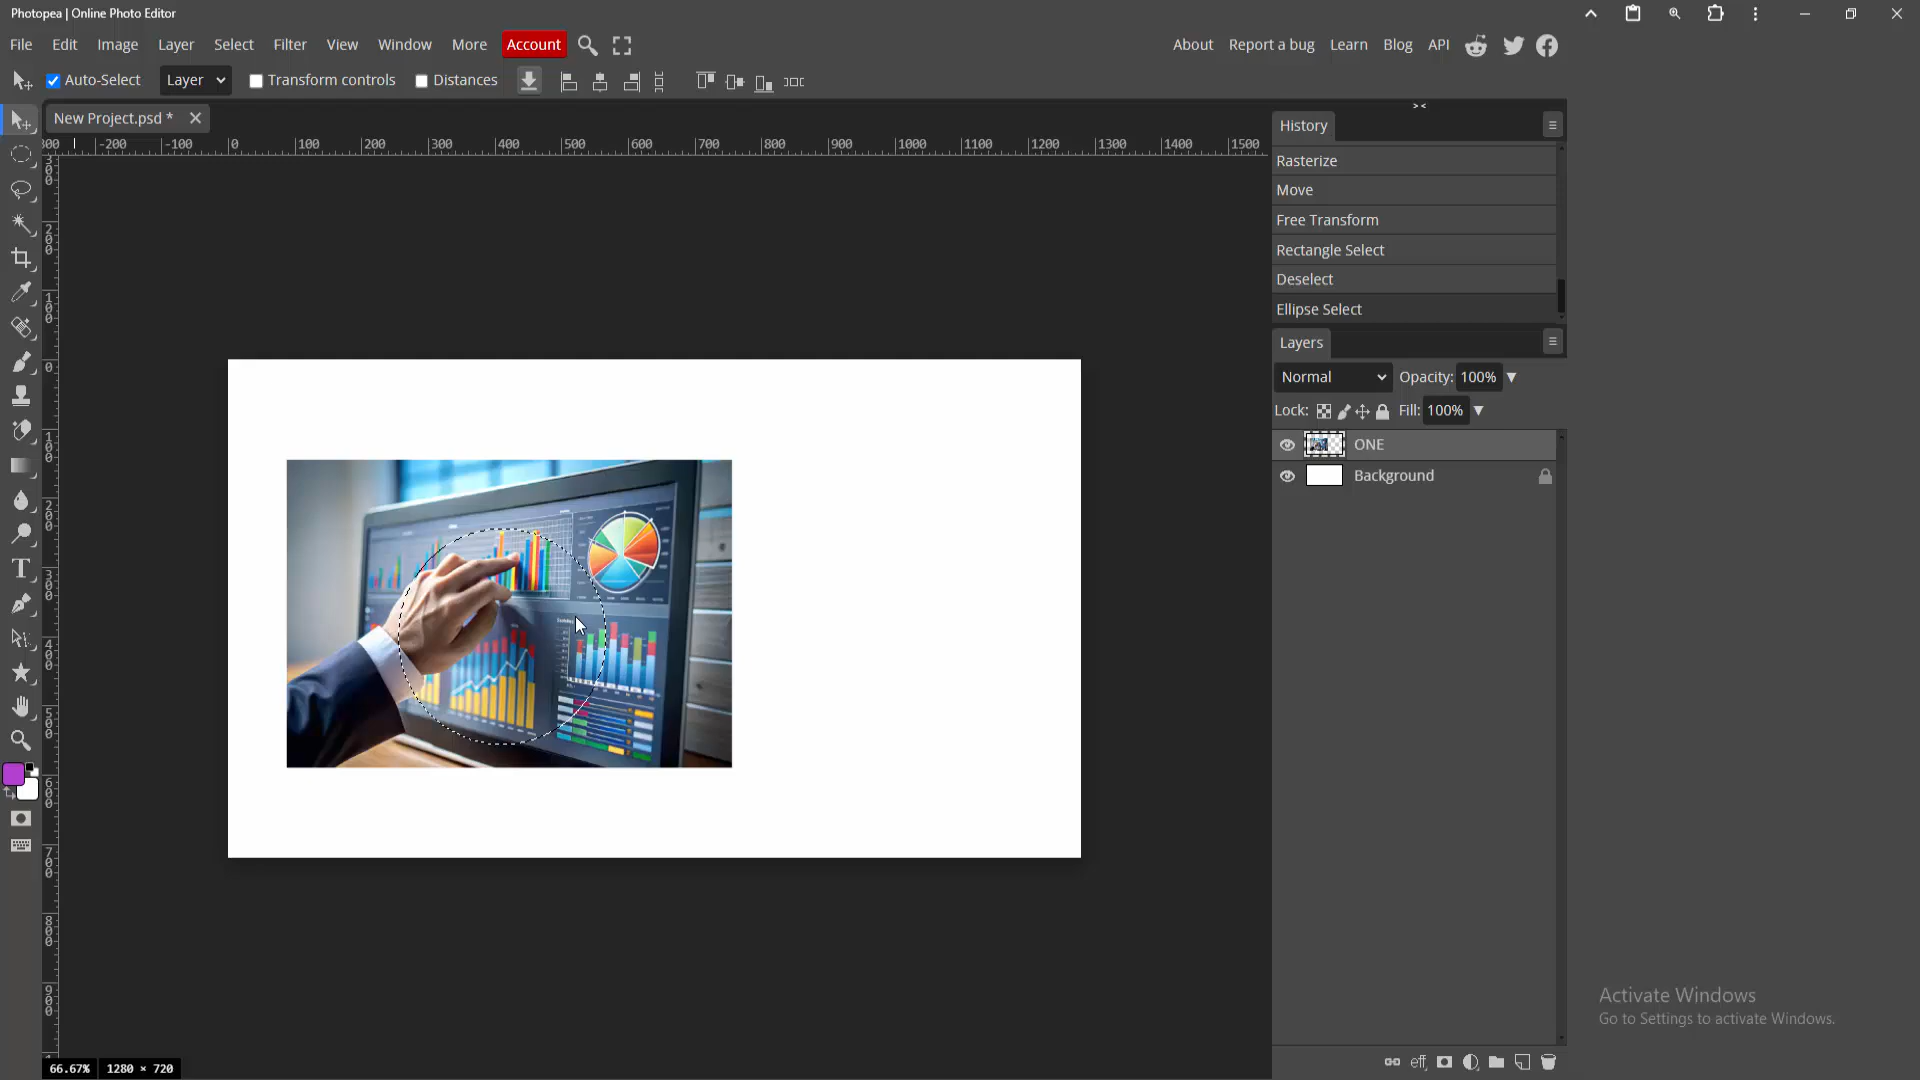 Photopea | Online Photo Editor
File Edit Image Layer Select Filter View Window More Account About Report a bug Learn Blog API
Auto-Select Layer Transform controls Distances
New Project.psd * 
-200 -100 0 100 200 300 400 500 600 700 800 900 1000 1100 1200 1300 1400 1500
History
Rasterize
Move
Free Transform
Rectangle Select
Deselect
Ellipse Select
Layers
Normal Opacity: 100%
Lock: Fill: 100%
ONE
Background
eff
Activate Windows
Go to Settings to activate Windows.
66.67% 1280 × 720